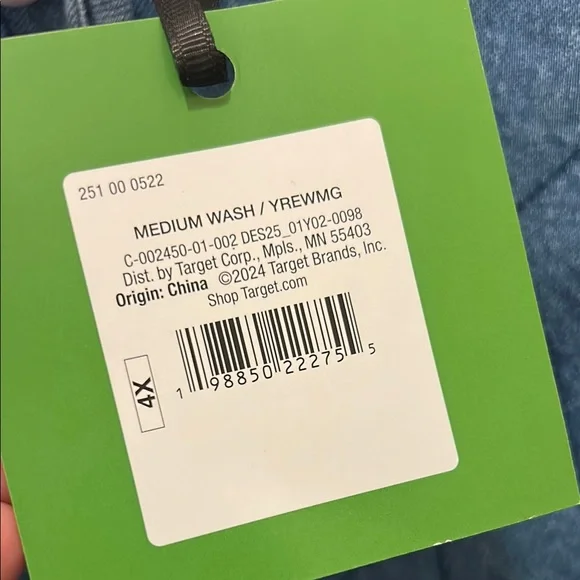 251 00 0522
MEDIUM WASH / YREWMG
C-002450-01-002 DES25_01Y02-0098
Dist. by Target Corp., Mpls., MN 55403
Origin: China ©2024 Target Brands, Inc.
Shop Target.com
4X
1 98850 22275 5